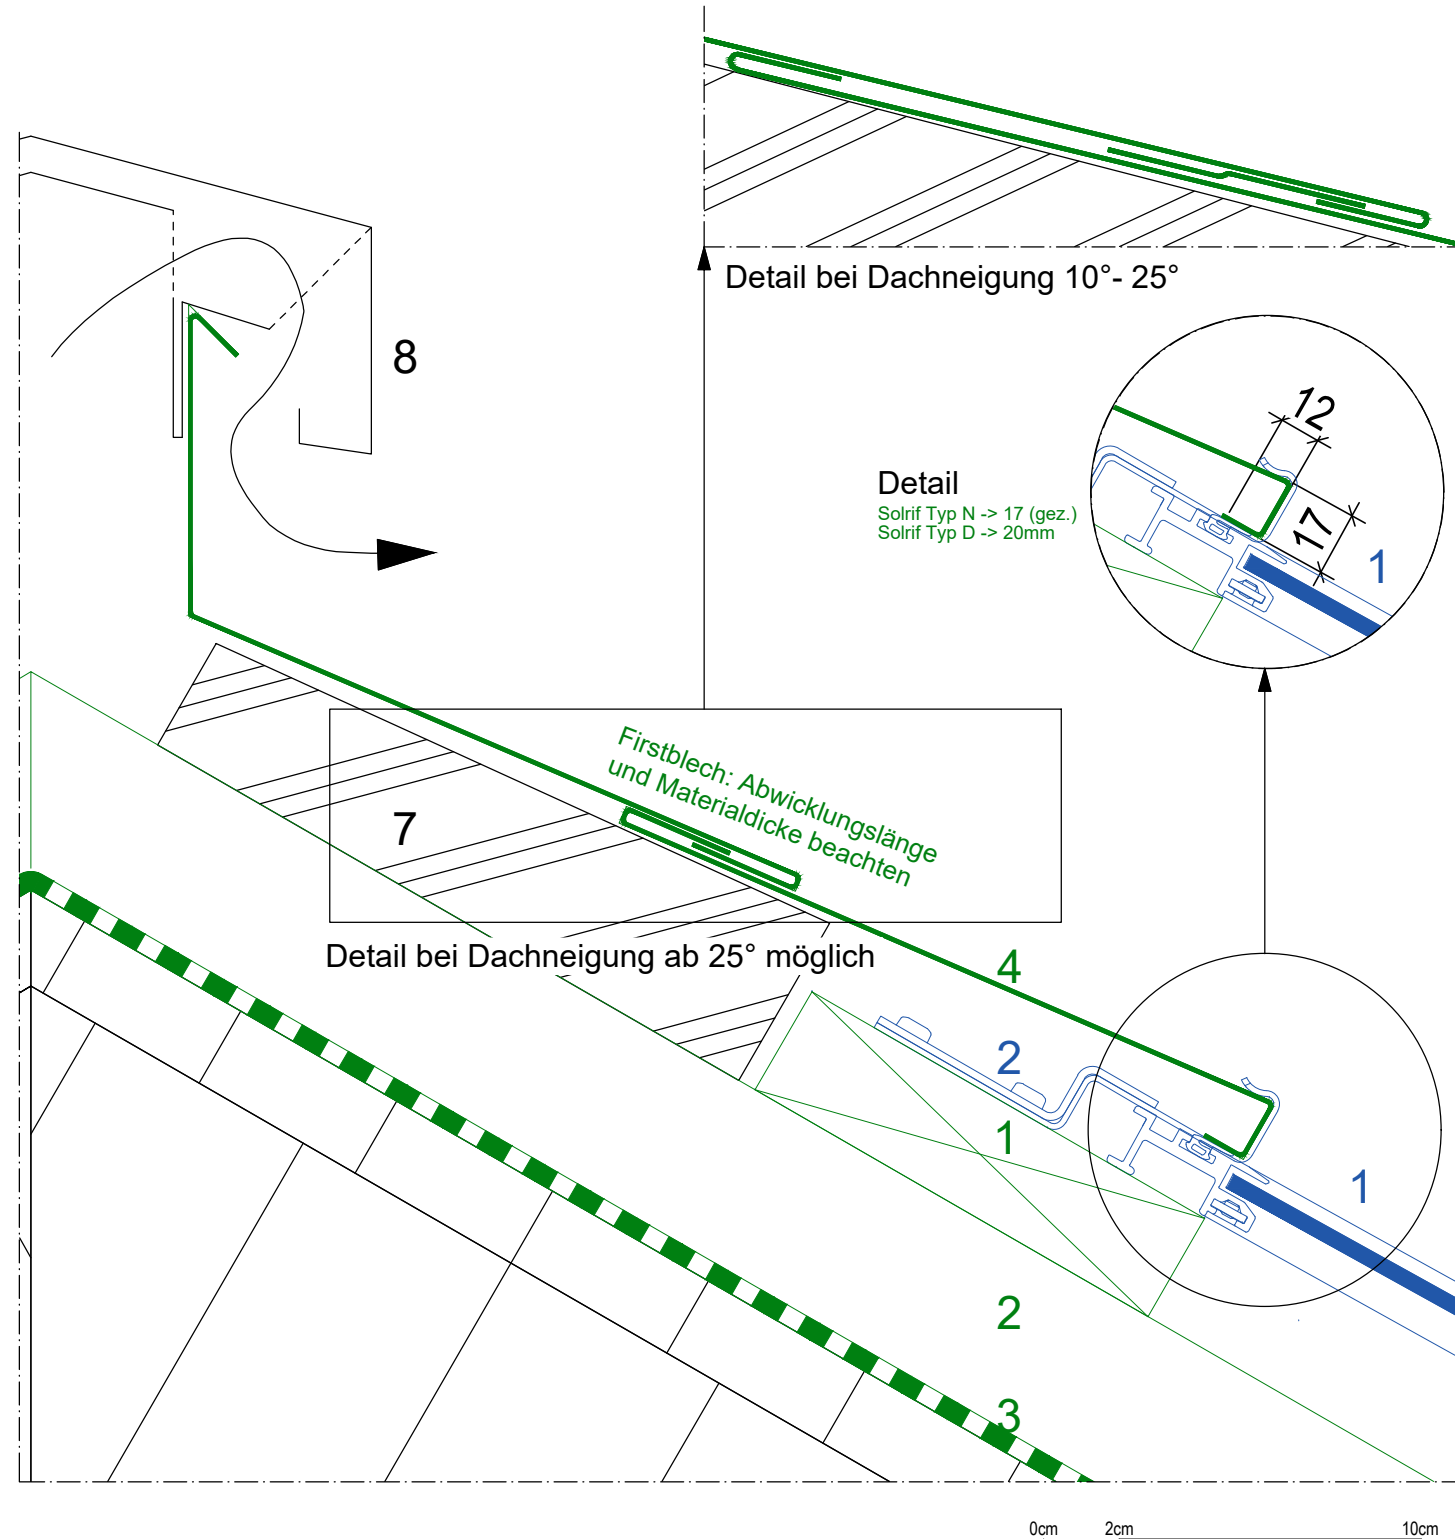 Detail bei Dachneigung 10°- 25°
8
12
Detail
Solrif Typ N -> 17 (gez.)
Solrif Typ D -> 20mm
17
1
Firstblech: Abwicklungslänge
und Materialdicke beachten
7
Detail bei Dachneigung ab 25° möglich
4
2
1
1
2
3
0cm 2cm 10cm